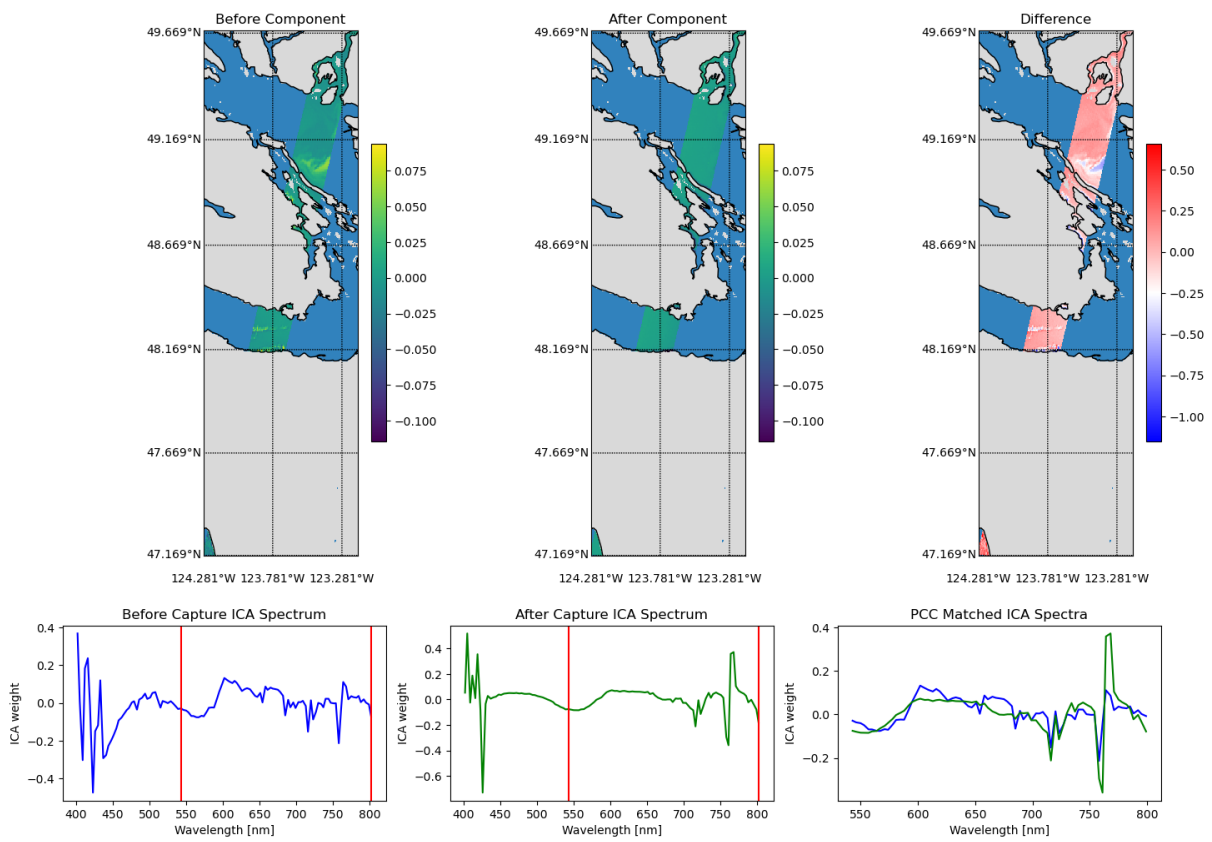 Before Component
After Component
Difference
49.669°N
49.169°N
48.669°N
48.169°N
47.669°N
47.169°N
124.281°W 123.781°W 123.281°W
0.075
0.050
0.025
0.000
−0.025
−0.050
−0.075
−0.100
49.669°N
49.169°N
48.669°N
48.169°N
47.669°N
47.169°N
124.281°W 123.781°W 123.281°W
0.075
0.050
0.025
0.000
−0.025
−0.050
−0.075
−0.100
49.669°N
49.169°N
48.669°N
48.169°N
47.669°N
47.169°N
124.281°W 123.781°W 123.281°W
0.50
0.25
0.00
−0.25
−0.50
−0.75
−1.00
Before Capture ICA Spectrum
ICA weight
0.4
0.2
0.0
−0.2
−0.4
400 450 500 550 600 650 700 750 800
Wavelength [nm]
After Capture ICA Spectrum
ICA weight
0.4
0.2
0.0
−0.2
−0.4
−0.6
400 450 500 550 600 650 700 750 800
Wavelength [nm]
PCC Matched ICA Spectra
ICA weight
0.4
0.2
0.0
−0.2
550 600 650 700 750 800
Wavelength [nm]